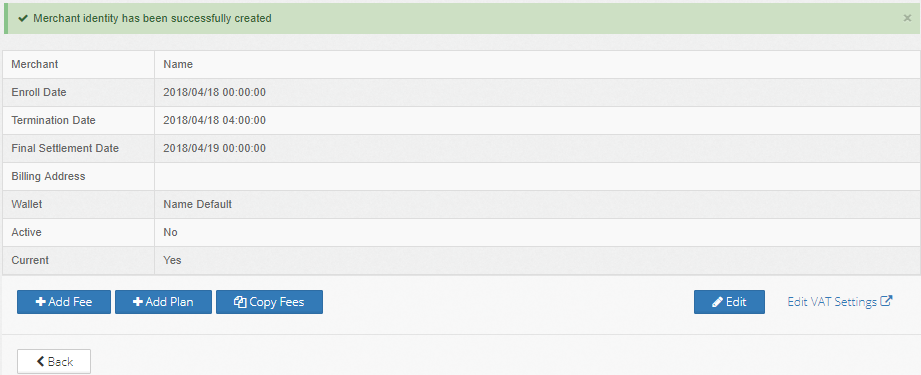 Merchant identity has been successfully created ×
Merchant Name
Enroll Date 2018/04/18 00:00:00
Termination Date 2018/04/18 04:00:00
Final Settlement Date 2018/04/19 00:00:00
Billing Address
Wallet Name Default
Active No
Current Yes
Add Fee Add Plan Copy Fees Edit Edit VAT Settings
Back